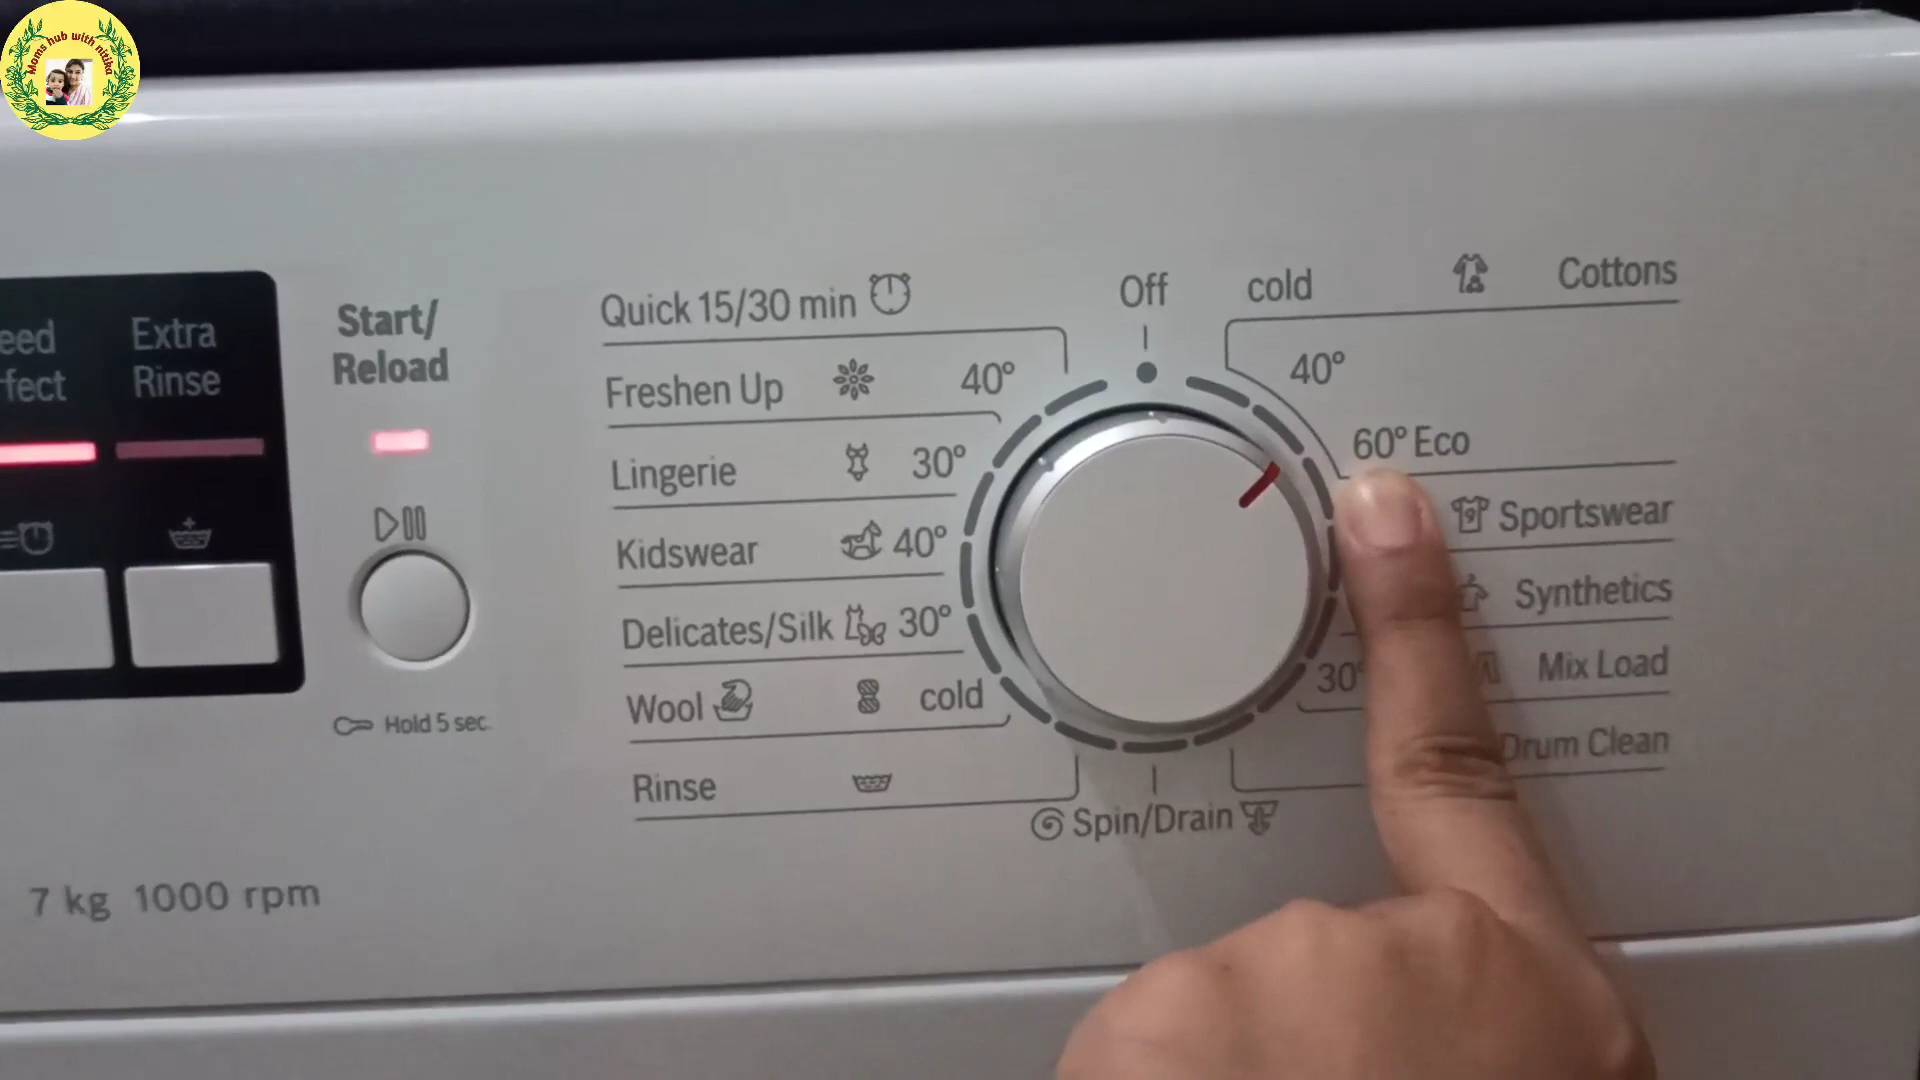 Moms hub with nitika
eed
fect
Extra
Rinse
Start/
Reload
Hold 5 sec.
7 kg 1000 rpm
Quick 15/30 min
Freshen Up 40°
Lingerie 30°
Kidswear 40°
Delicates/Silk 30°
Wool cold
Rinse
Off
cold Cottons
40°
60° Eco
Sportswear
Synthetics
30° Mix Load
Drum Clean
Spin/Drain